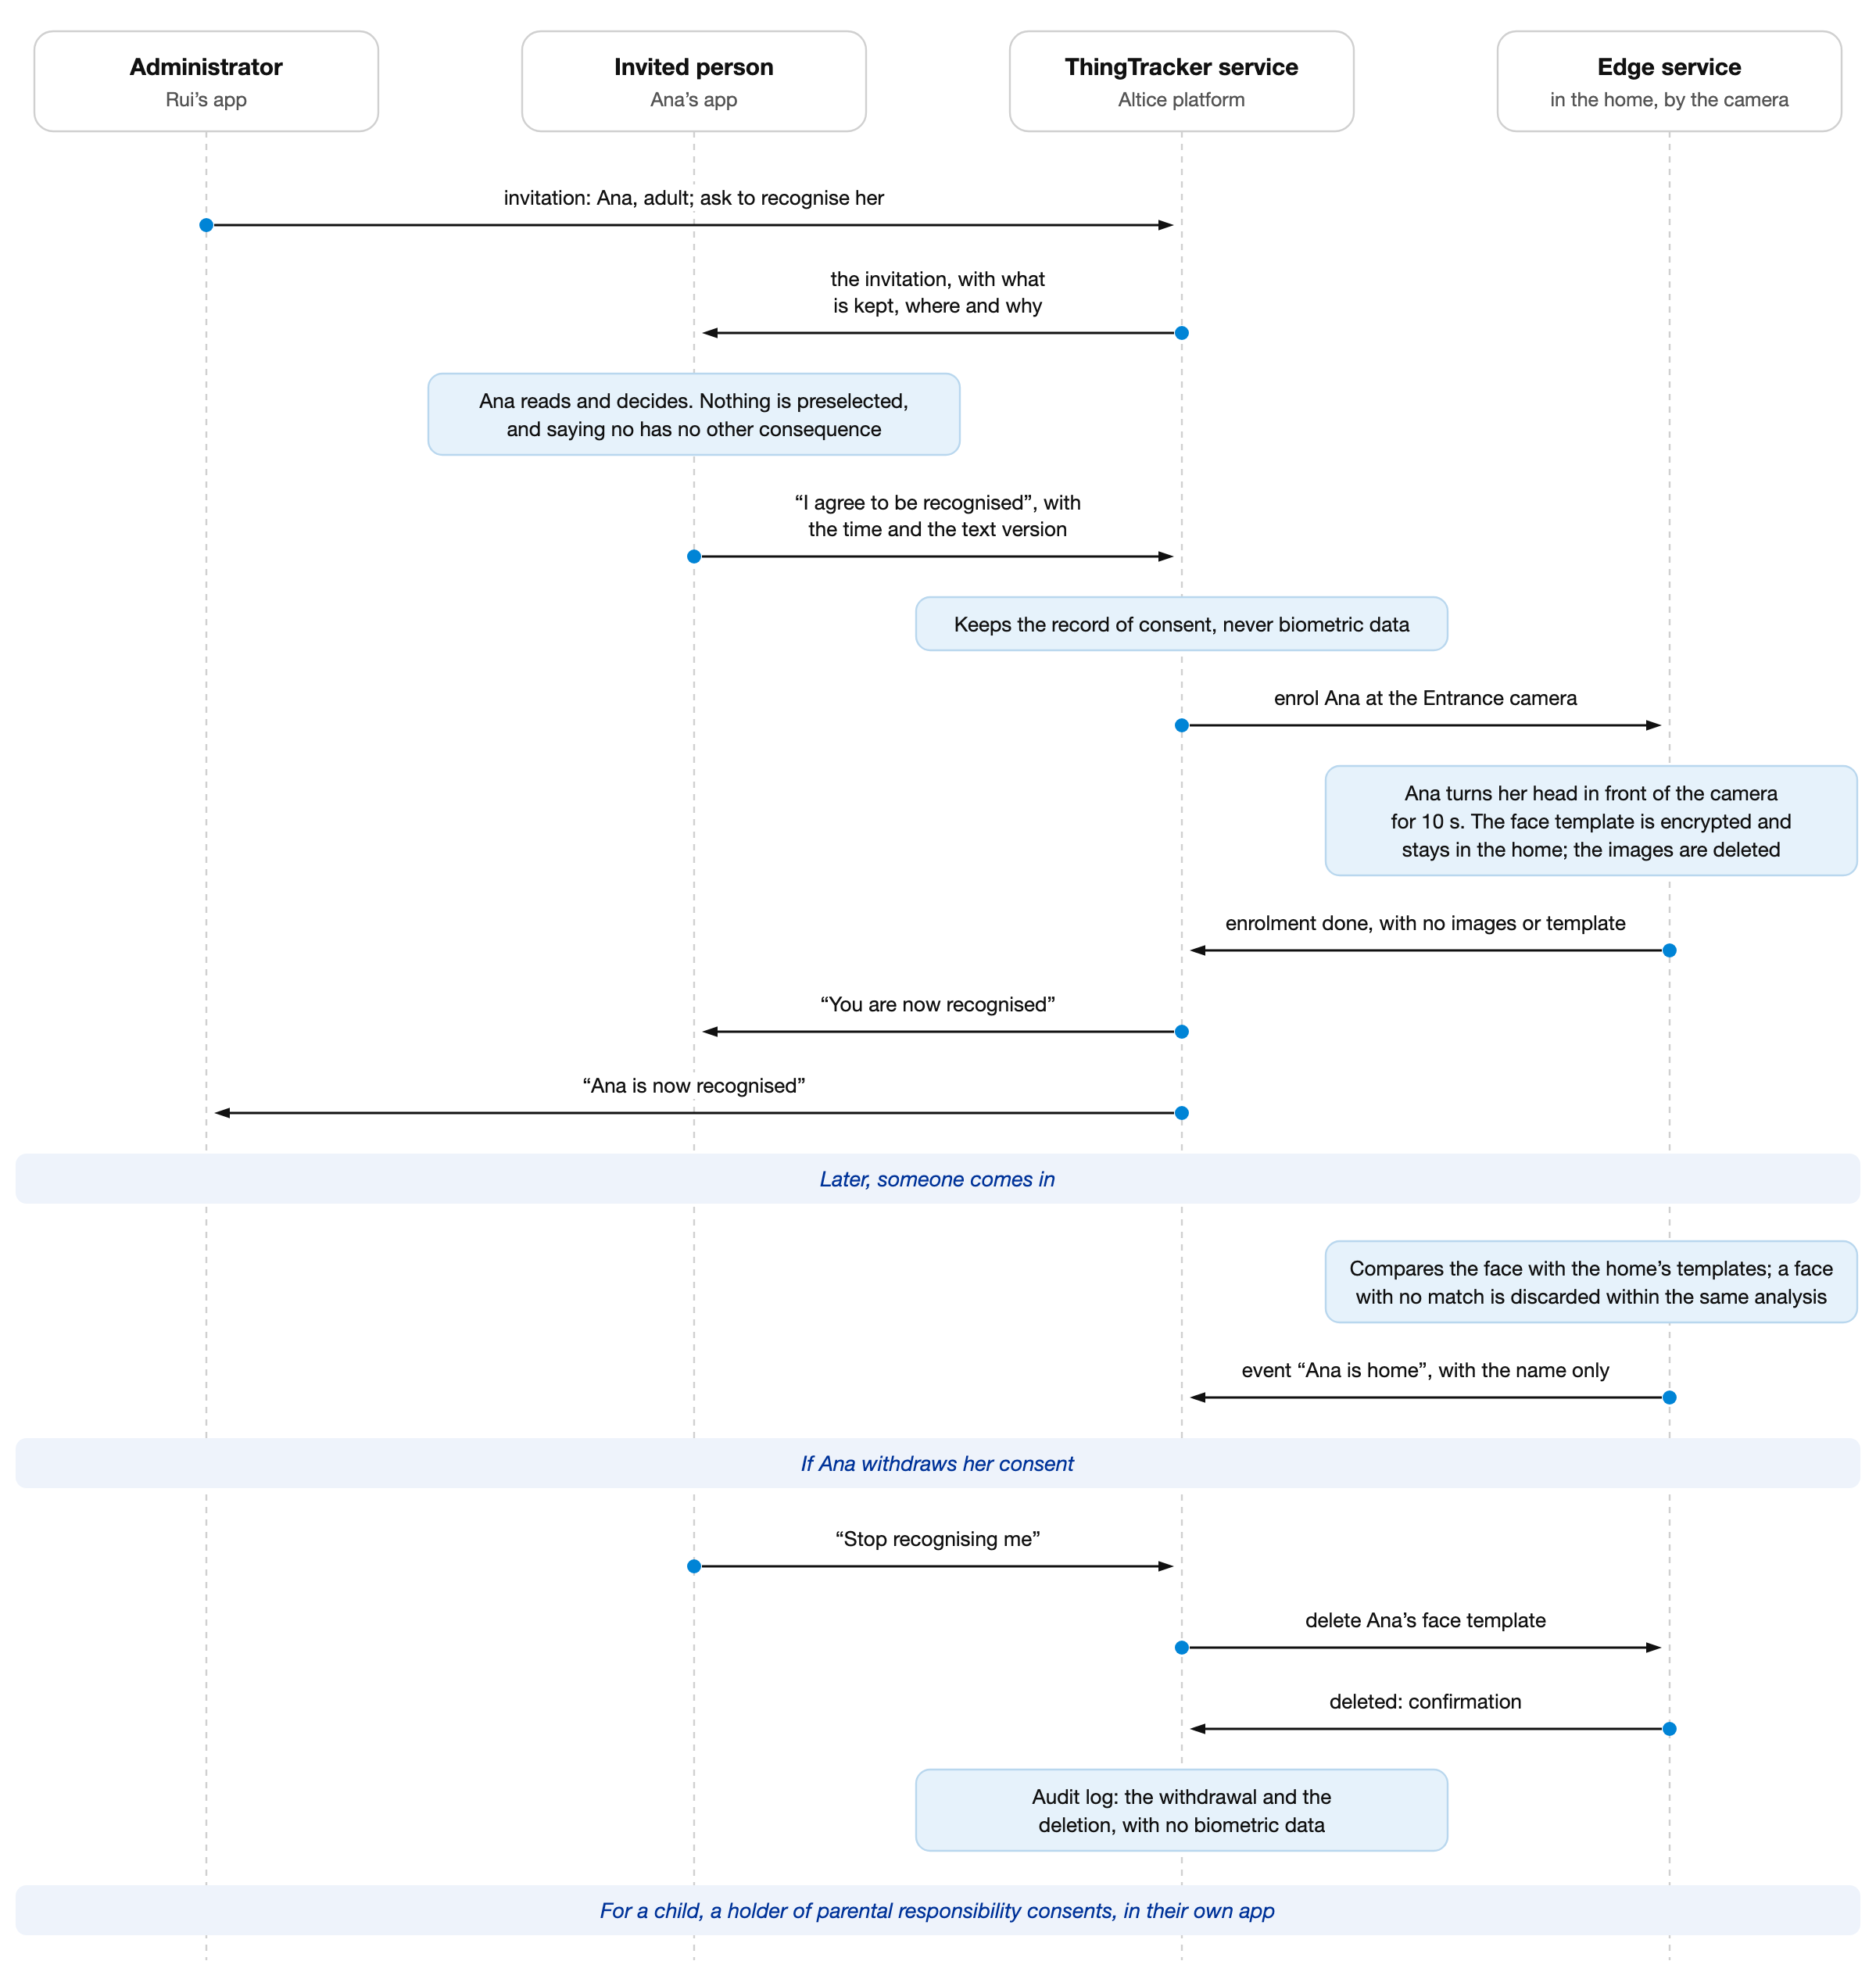 Administrator
Rui’s app
Invited person
Ana’s app
ThingTracker service
Altice platform
Edge service
in the home, by the camera
invitation: Ana, adult; ask to recognise her
the invitation, with what
is kept, where and why
Ana reads and decides. Nothing is preselected,
and saying no has no other consequence
“I agree to be recognised”, with
the time and the text version
Keeps the record of consent, never biometric data
enrol Ana at the Entrance camera
Ana turns her head in front of the camera
for 10 s. The face template is encrypted and
stays in the home; the images are deleted
enrolment done, with no images or template
“You are now recognised”
“Ana is now recognised”
Later, someone comes in
Compares the face with the home’s templates; a face
with no match is discarded within the same analysis
event “Ana is home”, with the name only
If Ana withdraws her consent
“Stop recognising me”
delete Ana’s face template
deleted: confirmation
Audit log: the withdrawal and the
deletion, with no biometric data
For a child, a holder of parental responsibility consents, in their own app